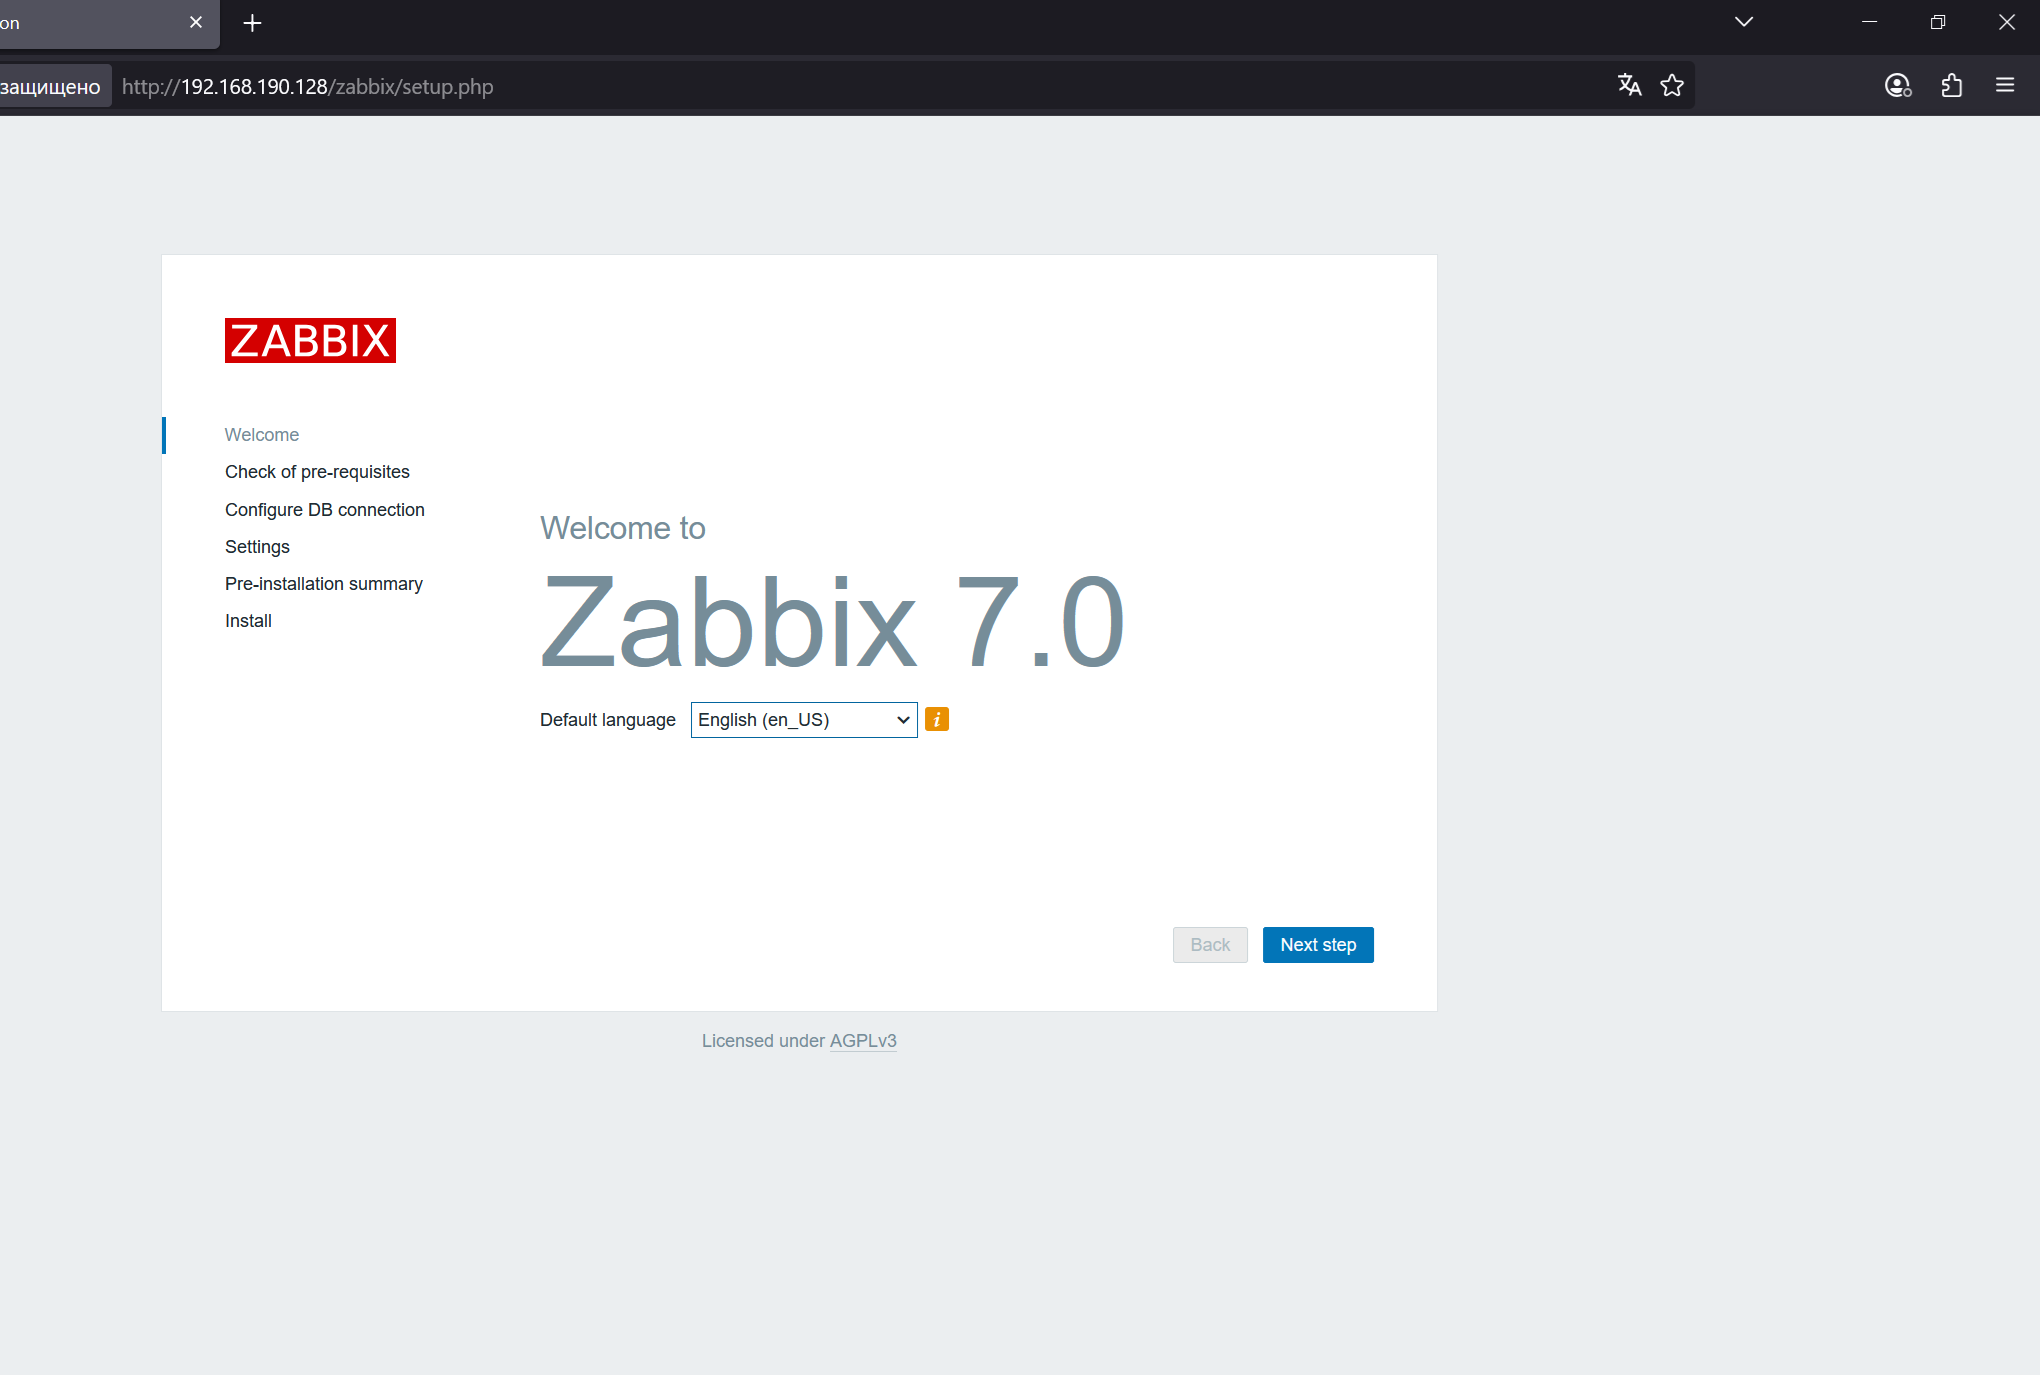 on
защищено http://192.168.190.128/zabbix/setup.php
ZABBIX
Welcome
Check of pre-requisites
Configure DB connection
Settings
Pre-installation summary
Install
Welcome to
Zabbix 7.0
Default language English (en_US) i
Back Next step
Licensed under AGPLv3